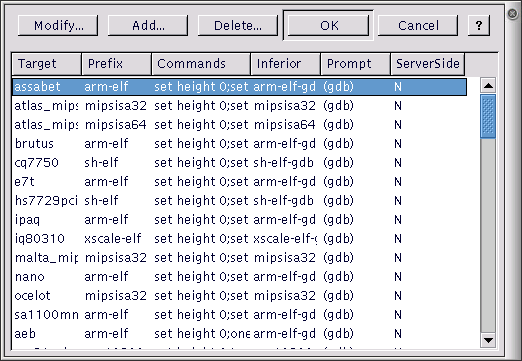 Modify... Add... Delete... OK Cancel ?
Target Prefix Commands Inferior Prompt ServerSide
assabet arm-elf set height 0;set arm-elf-gd (gdb) N
atlas_mips mipsisa32 set height 0;set mipsisa32 (gdb) N
atlas_mips mipsisa64 set height 0;set mipsisa64 (gdb) N
brutus arm-elf set height 0;set arm-elf-gd (gdb) N
cq7750 sh-elf set height 0;set sh-elf-gdb (gdb) N
e7t arm-elf set height 0;set arm-elf-gd (gdb) N
hs7729pci sh-elf set height 0;set sh-elf-gdb (gdb) N
ipaq arm-elf set height 0;set arm-elf-gd (gdb) N
iq80310 xscale-elf set height 0;set xscale-elf-g (gdb) N
malta_mip mipsisa32 set height 0;set mipsisa32 (gdb) N
nano arm-elf set height 0;set arm-elf-gd (gdb) N
ocelot mipsisa32 set height 0;set mipsisa32 (gdb) N
sa1100mn arm-elf set height 0;set arm-elf-gd (gdb) N
aeb arm-elf set height 0;one arm-elf-gd (gdb) N